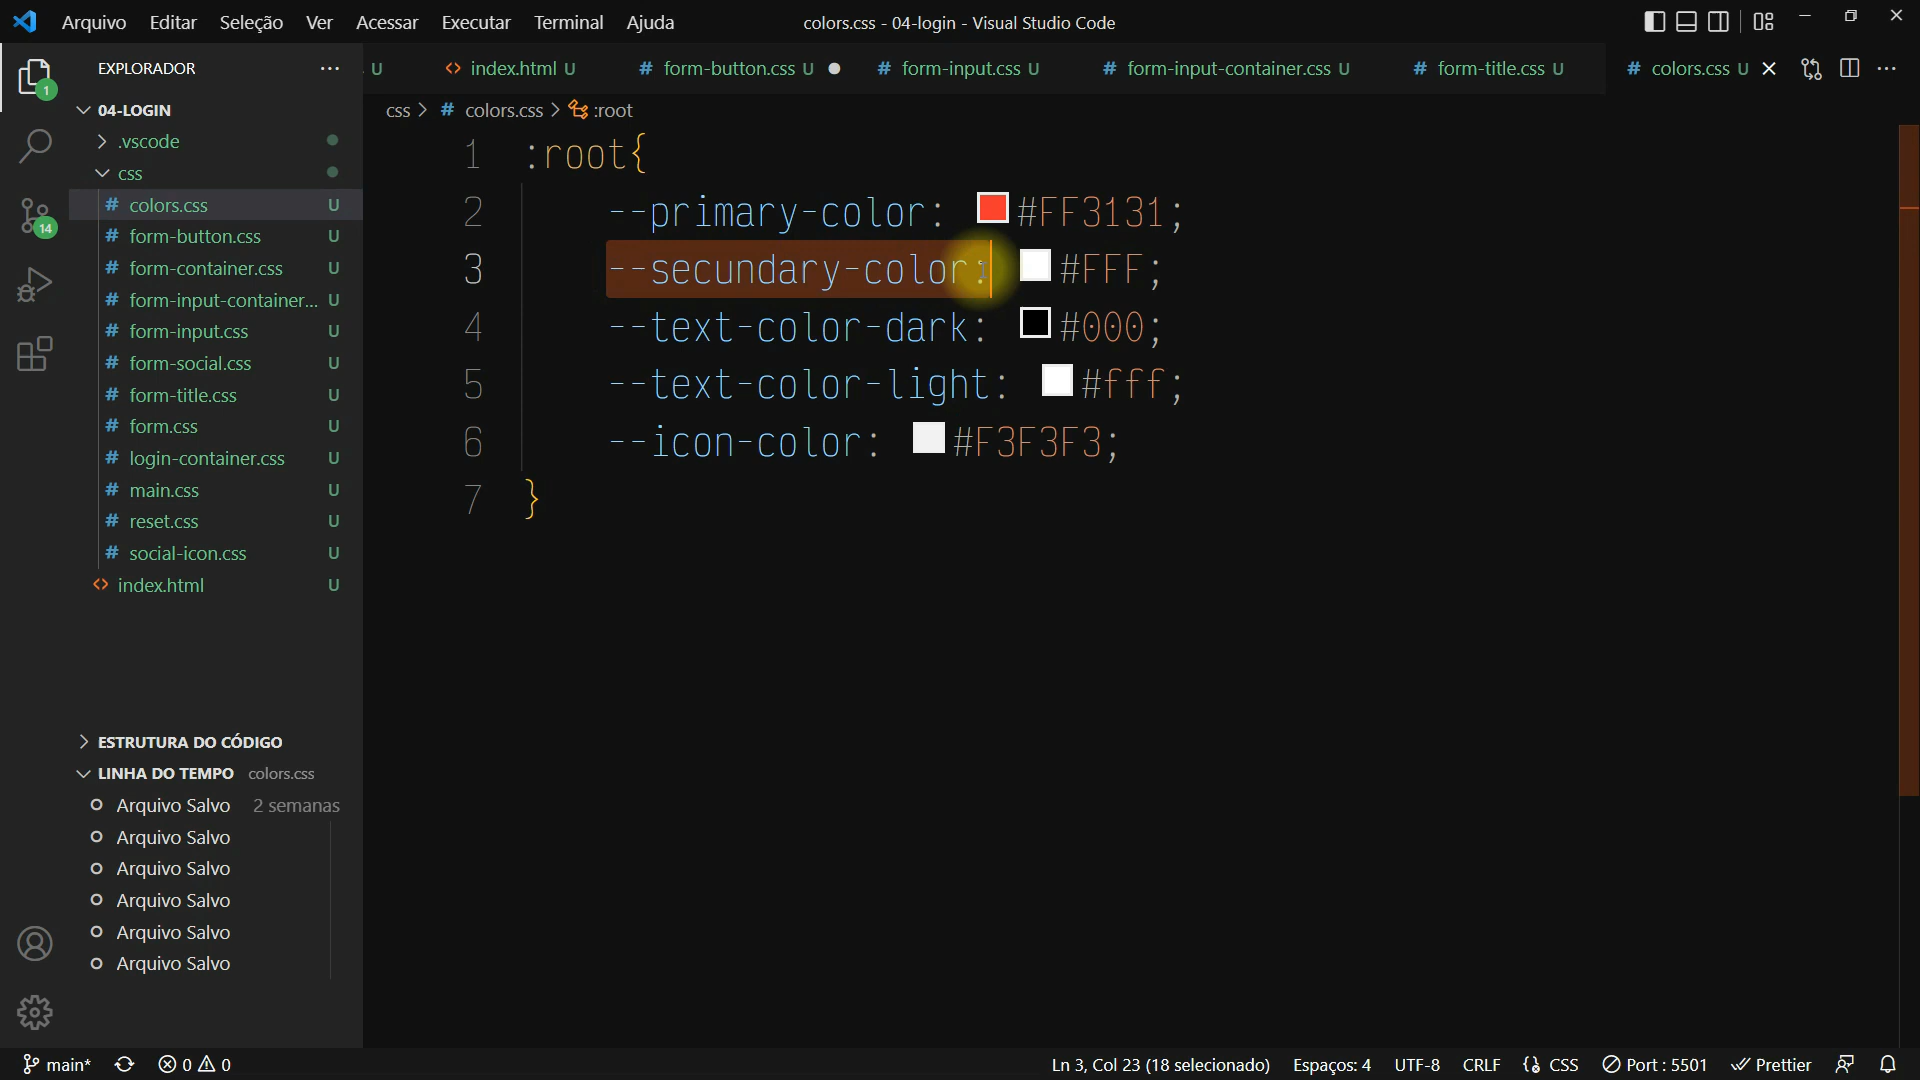 Arquivo Editar Seleção Ver Acessar Executar Terminal Ajuda
colors.css - 04-login - Visual Studio Code
EXPLORADOR
U
index.html U
# form-button.css U
# form-input.css U
# form-input-container.css U
# form-title.css U
# colors.css U
css > # colors.css > :root
1
04-LOGIN
.vscode
css
# colors.css U
# form-button.css U
# form-container.css U
# form-input-container... U
# form-input.css U
# form-social.css U
# form-title.css U
# form.css U
# login-container.css U
# main.css U
# reset.css U
# social-icon.css U
<> index.html U
14
1 :root{
2 --primary-color: #FF3131;
3 --secundary-color: #FFF;
4 --text-color-dark: #000;
5 --text-color-light: #fff;
6 --icon-color: #F3F3F3;
7 }
ESTRUTURA DO CÓDIGO
LINHA DO TEMPO colors.css
Arquivo Salvo 2 semanas
Arquivo Salvo
Arquivo Salvo
Arquivo Salvo
Arquivo Salvo
Arquivo Salvo
main* 0 0
Ln 3, Col 23 (18 selecionado) Espaços: 4 UTF-8 CRLF {} CSS Port : 5501 Prettier